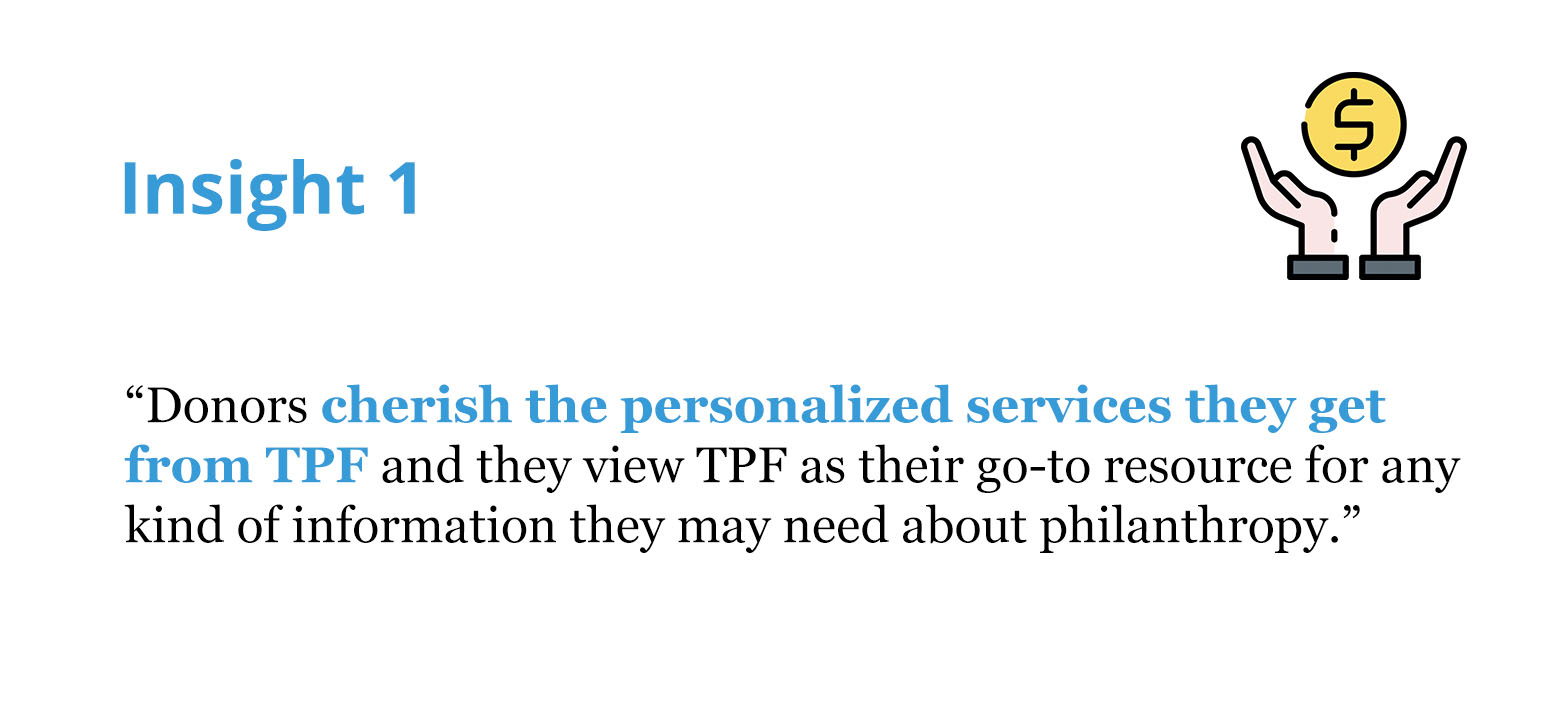 Insight 1
“Donors cherish the personalized services they get
from TPF and they view TPF as their go-to resource for any
kind of information they may need about philanthropy.”